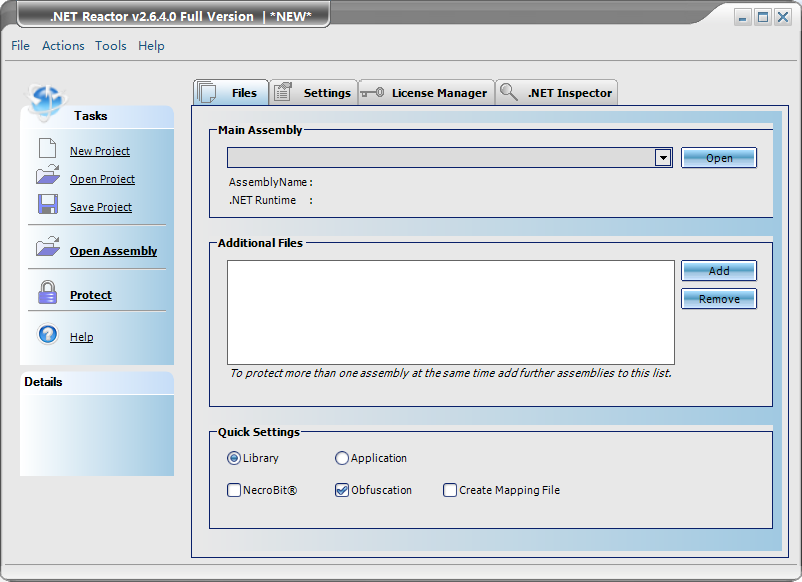 .NET Reactor v2.6.4.0 Full Version | *NEW*
File Actions Tools Help
Tasks
New Project
Open Project
Save Project
Open Assembly
Protect
Help
Details
Files Settings License Manager .NET Inspector
Main Assembly
Open
AssemblyName :
.NET Runtime :
Additional Files
Add
Remove
To protect more than one assembly at the same time add further assemblies to this list.
Quick Settings
Library Application
NecroBit® Obfuscation Create Mapping File